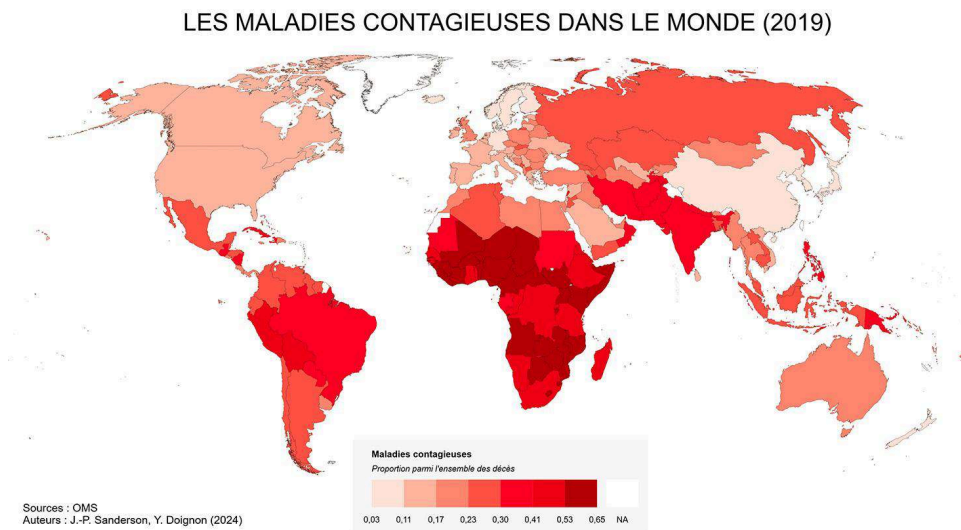 LES MALADIES CONTAGIEUSES DANS LE MONDE (2019)
Maladies contagieuses
Proportion parmi l'ensemble des décès
0,03 0,11 0,17 0,23 0,30 0,41 0,53 0,65 NA
Sources : OMS
Auteurs : J.-P. Sanderson, Y. Doignon (2024)